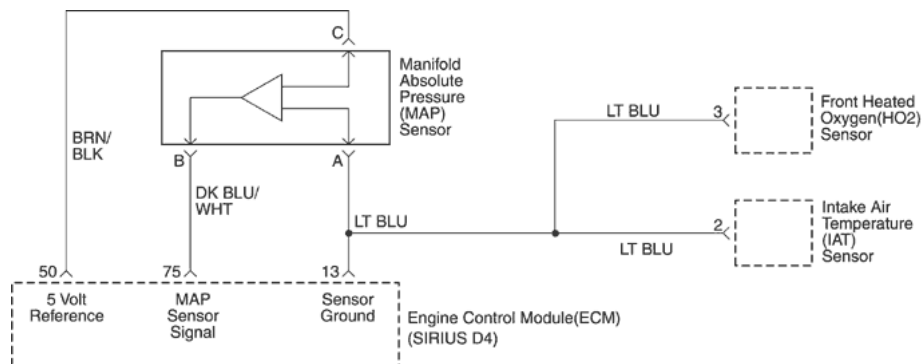 C
Manifold
Absolute
Pressure
(MAP)
Sensor
BRN/
BLK
B
A
DK BLU/
WHT
LT BLU
LT BLU
3
Front Heated
Oxygen(HO2)
Sensor
LT BLU
2
Intake Air
Temperature
(IAT)
Sensor
50
75
13
5 Volt
Reference
MAP
Sensor
Signal
Sensor
Ground
Engine Control Module(ECM)
(SIRIUS D4)